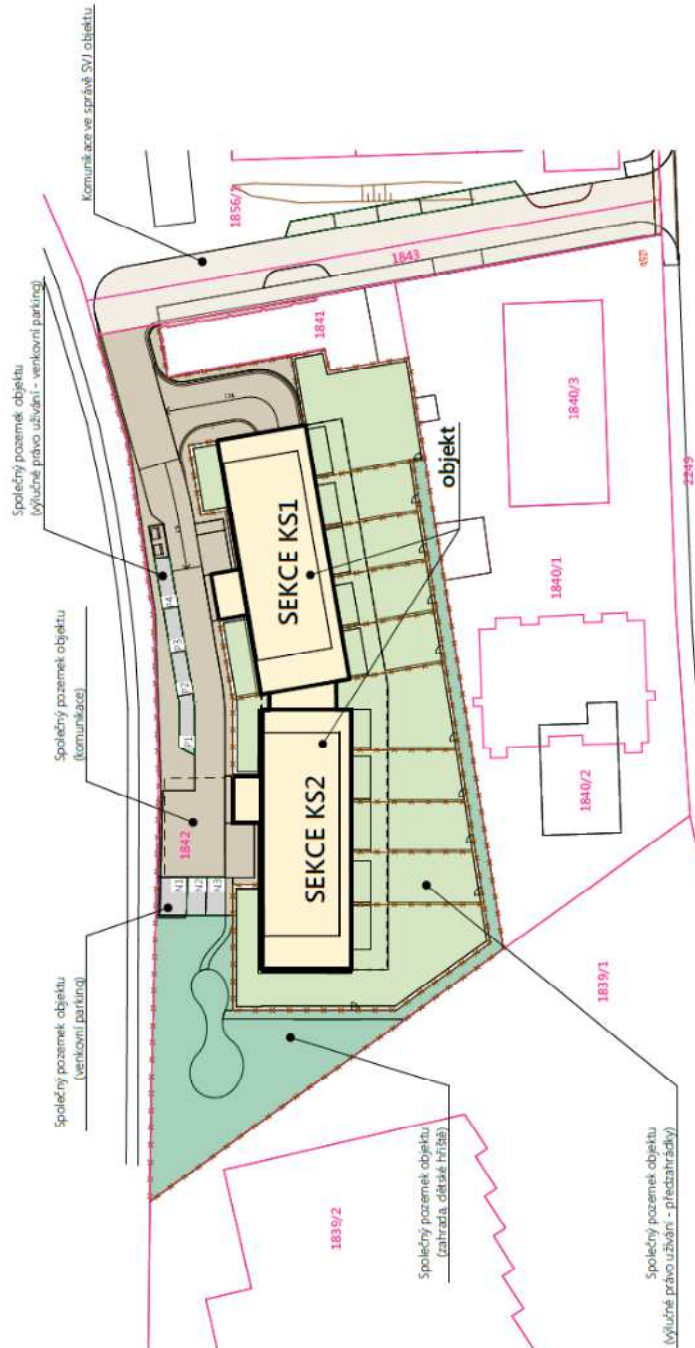 Komunikace ve správě SVJ objektu
Společný pozemek objektu
(výlučné právo užívání - venkovní parking)
Společný pozemek objektu
(komunikace)
Společný pozemek objektu
(venkovní parking)
1856/1
1843
1841
1842
P4
P3
P2
P1
N1
N2
N3
SEKCE KS1
SEKCE KS2
objekt
1840/3
2249
1840/1
1840/2
1839/1
1839/2
Společný pozemek objektu
(zahrada, dětské hřiště)
Společný pozemek objektu
(výlučné právo užívání - předzahrádky)